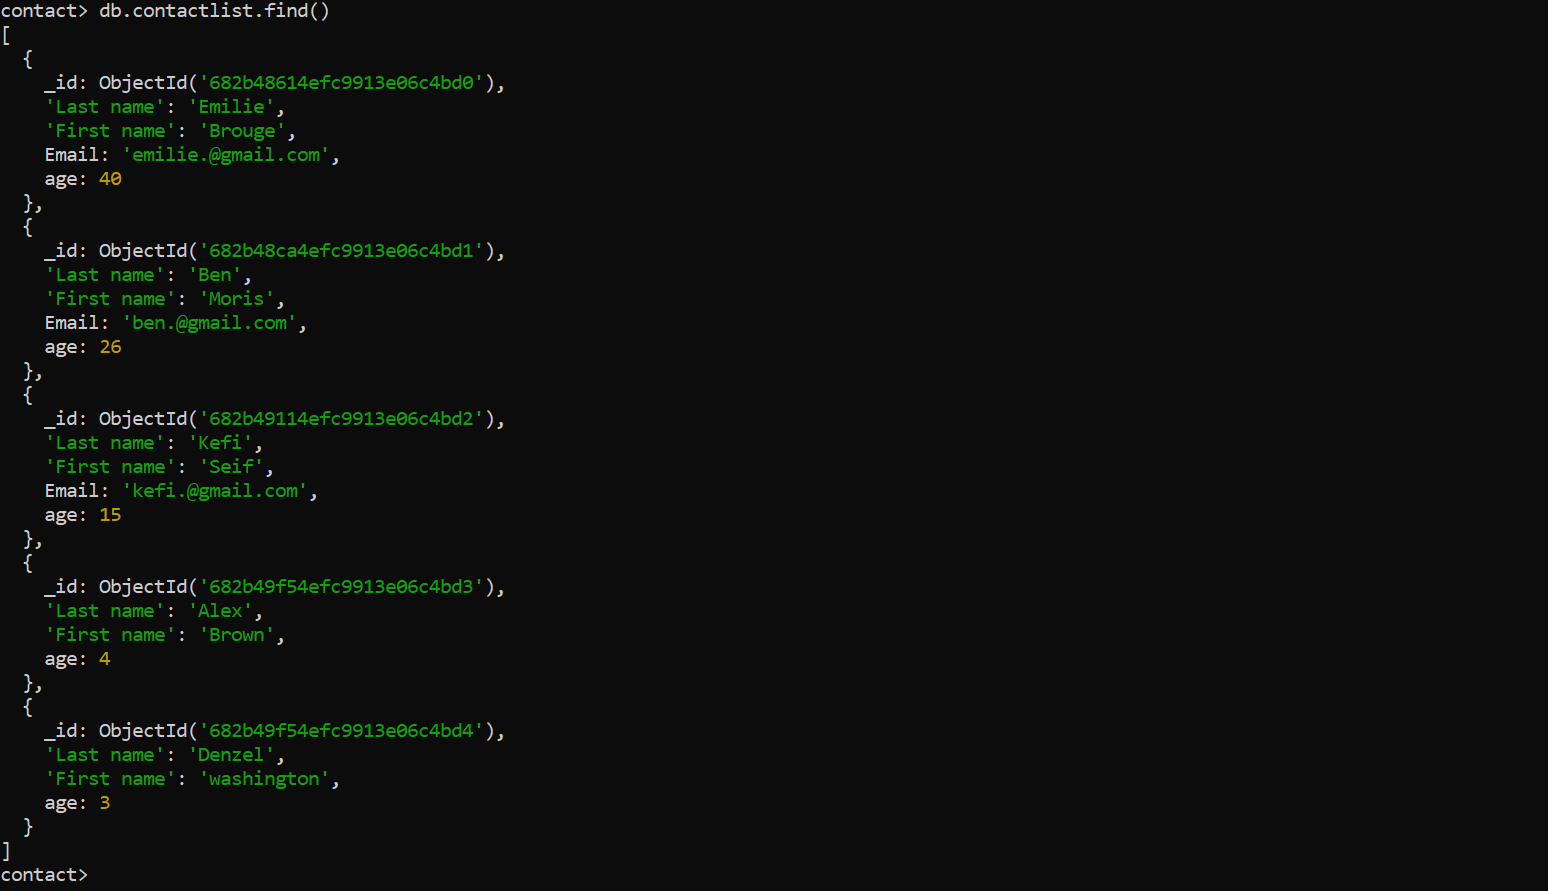 contact> db.contactlist.find()
[
  {
    _id: ObjectId('682b48614efc9913e06c4bd0'),
    'Last name': 'Emilie',
    'First name': 'Brouge',
    Email: 'emilie.@gmail.com',
    age: 40
  },
  {
    _id: ObjectId('682b48ca4efc9913e06c4bd1'),
    'Last name': 'Ben',
    'First name': 'Moris',
    Email: 'ben.@gmail.com',
    age: 26
  },
  {
    _id: ObjectId('682b49114efc9913e06c4bd2'),
    'Last name': 'Kefi',
    'First name': 'Seif',
    Email: 'kefi.@gmail.com',
    age: 15
  },
  {
    _id: ObjectId('682b49f54efc9913e06c4bd3'),
    'Last name': 'Alex',
    'First name': 'Brown',
    age: 4
  },
  {
    _id: ObjectId('682b49f54efc9913e06c4bd4'),
    'Last name': 'Denzel',
    'First name': 'washington',
    age: 3
  }
]
contact>